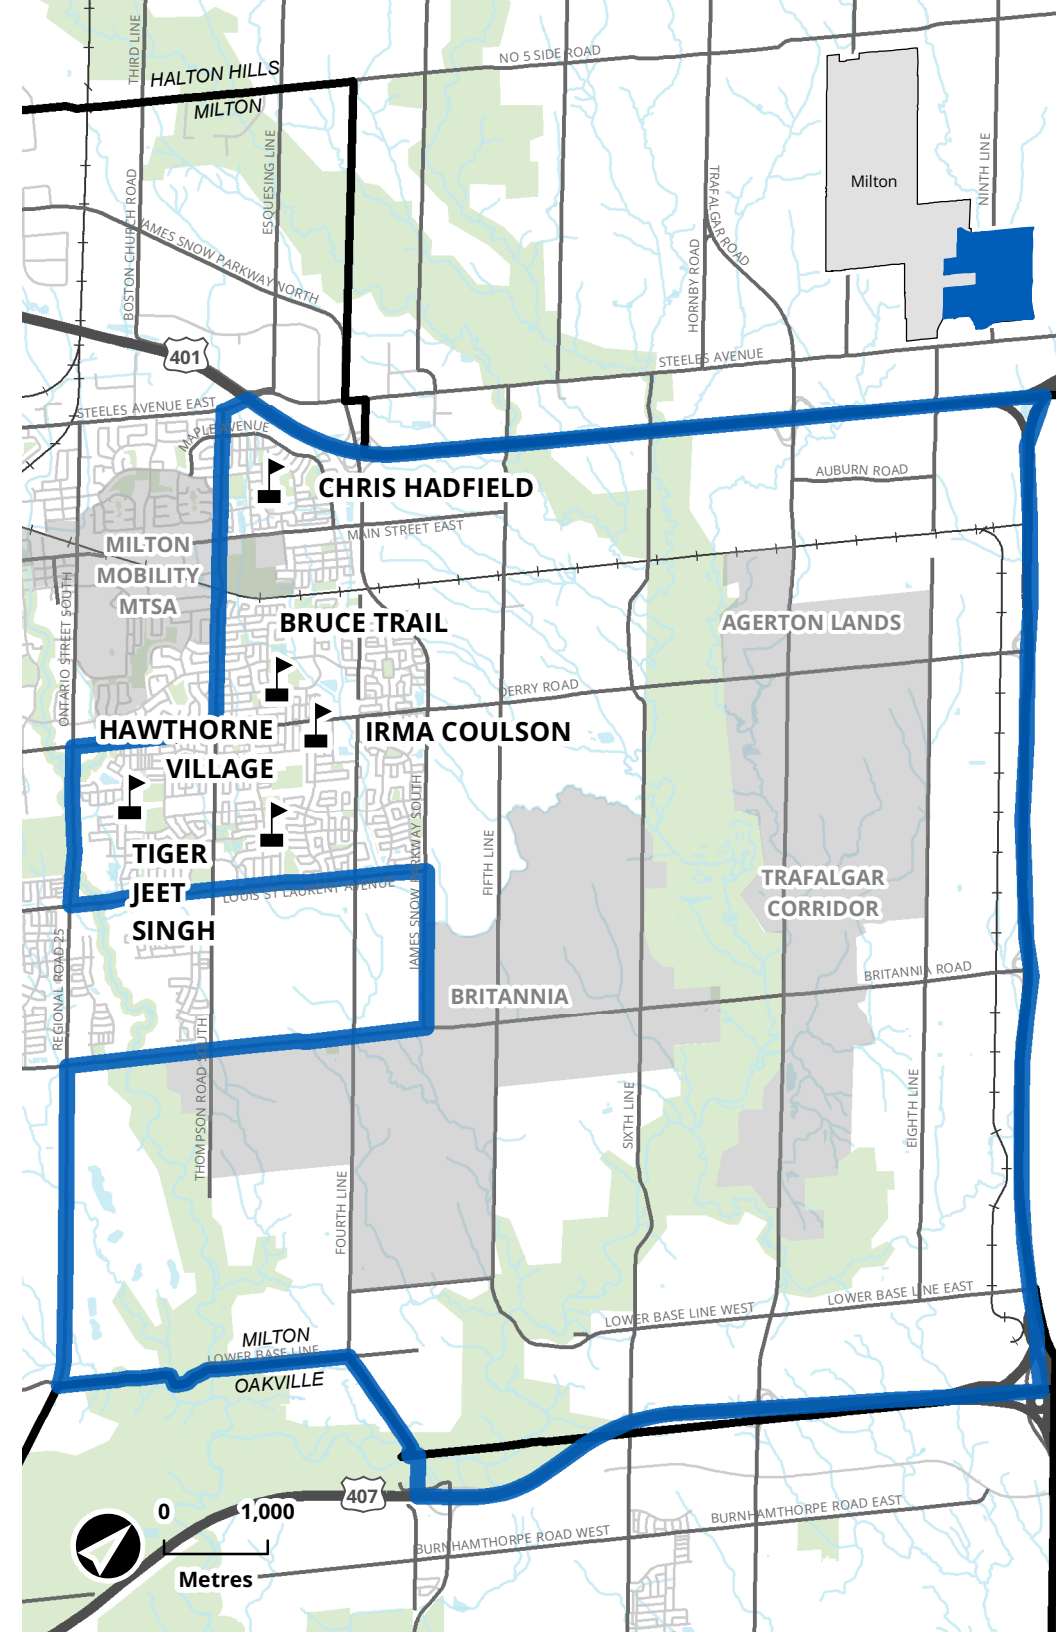 THIRD LINE
NO 5 SIDE ROAD
HALTON HILLS
MILTON
ESQUESING LINE
BOSTON CHURCH ROAD
JAMES SNOW PARKWAY NORTH
TRAFALGAR ROAD
HORNBY ROAD
NINTH LINE
Milton
401
STEELES AVENUE
STEELES AVENUE EAST
MAPLE AVENUE
CHRIS HADFIELD
AUBURN ROAD
MAIN STREET EAST
MILTON
MOBILITY
MTSA
ONTARIO STREET SOUTH
BRUCE TRAIL
AGERTON LANDS
DERRY ROAD
HAWTHORNE
VILLAGE
IRMA COULSON
TIGER
JEET
SINGH
LOUIS ST LAURENT AVENUE
JAMES SNOW PARKWAY SOUTH
FIFTH LINE
TRAFALGAR
CORRIDOR
REGIONAL ROAD 25
BRITANNIA
BRITANNIA ROAD
THOMPSON ROAD SOUTH
SIXTH LINE
EIGHTH LINE
FOURTH LINE
LOWER BASE LINE WEST
LOWER BASE LINE EAST
MILTON
LOWER BASE LINE
OAKVILLE
407
0 1,000
Metres
BURNHAMTHORPE ROAD WEST
BURNHAMTHORPE ROAD EAST